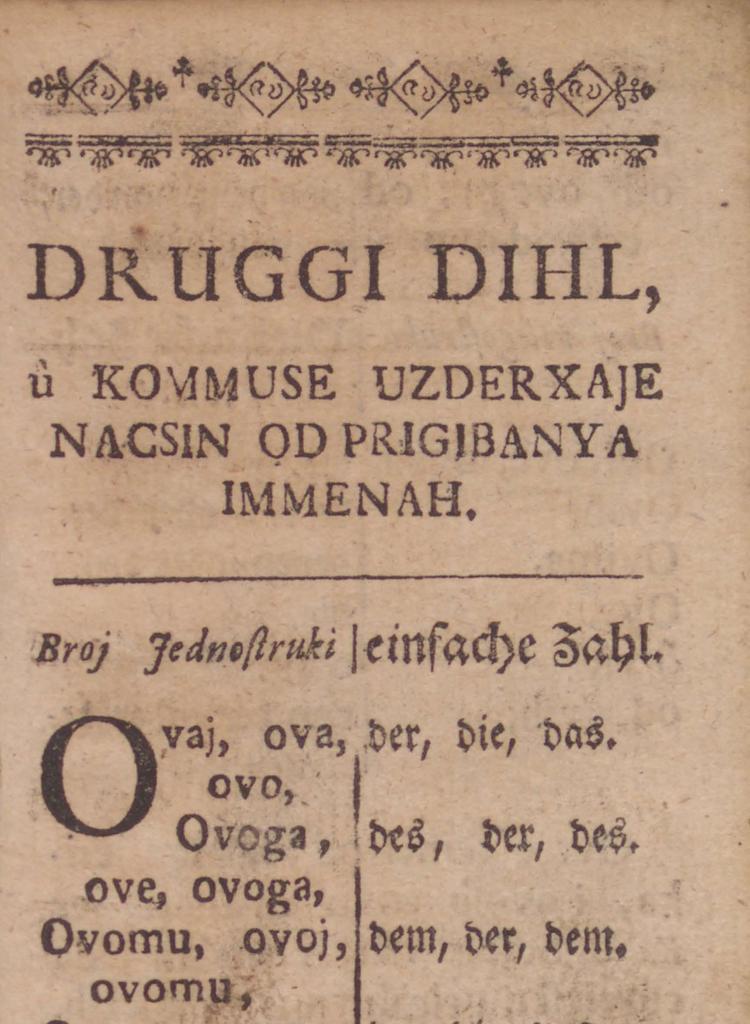 DRUGGI DIHL,
ù KOMMUSE UZDERXAJE
NACSIN OD PRIGIBANYA
IMMENAH.
Broj Jednoſtruki | einfache Zahl.
Ovaj, ova, der, die, das.
ovo,
Ovoga, des, der, des.
ove, ovoga,
Ovomu, ovoj, dem, der, dem.
ovomu,